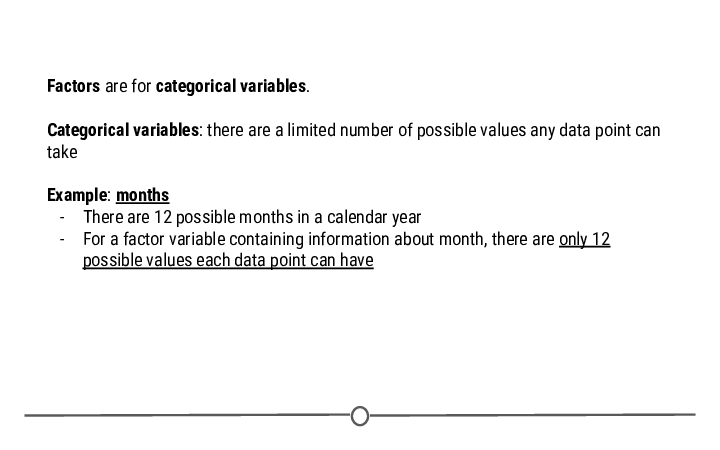 Factors are for categorical variables.
Categorical variables: there are a limited number of possible values any data point can
take
Example: months
- There are 12 possible months in a calendar year
- For a factor variable containing information about month, there are only 12
possible values each data point can have